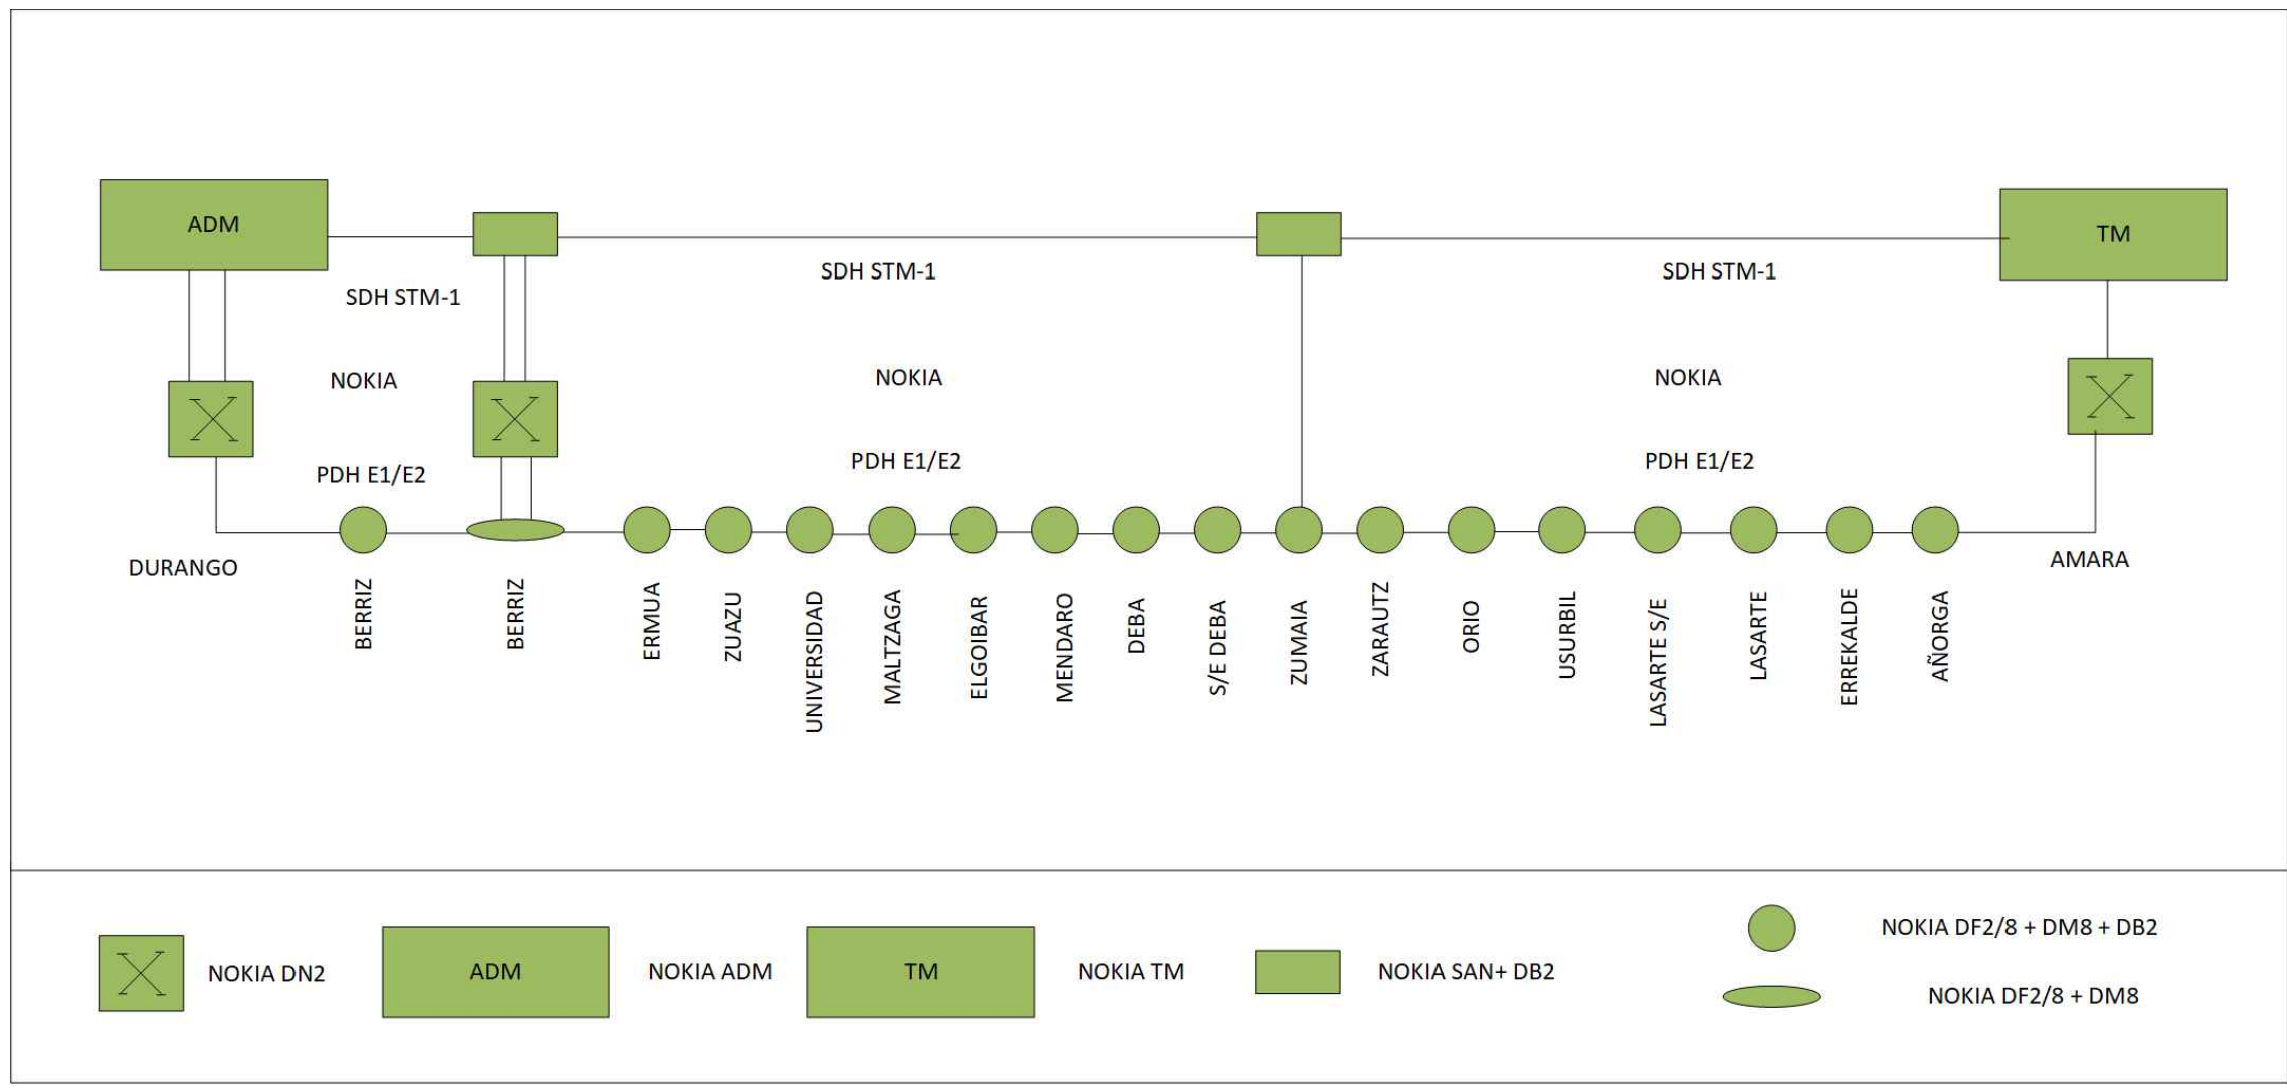 ADM
TM
SDH STM-1
SDH STM-1
SDH STM-1
NOKIA
NOKIA
NOKIA
PDH E1/E2
PDH E1/E2
PDH E1/E2
DURANGO
AMARA
BERRIZ
BERRIZ
ERMUA
ZUAZU
UNIVERSIDAD
MALTZAGA
ELGOIBAR
MENDARO
DEBA
S/E DEBA
ZUMAIA
ZARAUTZ
ORIO
USURBIL
LASARTE S/E
LASARTE
ERREKALDE
AÑORGA
NOKIA DN2
ADM
NOKIA ADM
TM
NOKIA TM
NOKIA SAN+ DB2
NOKIA DF2/8 + DM8 + DB2
NOKIA DF2/8 + DM8